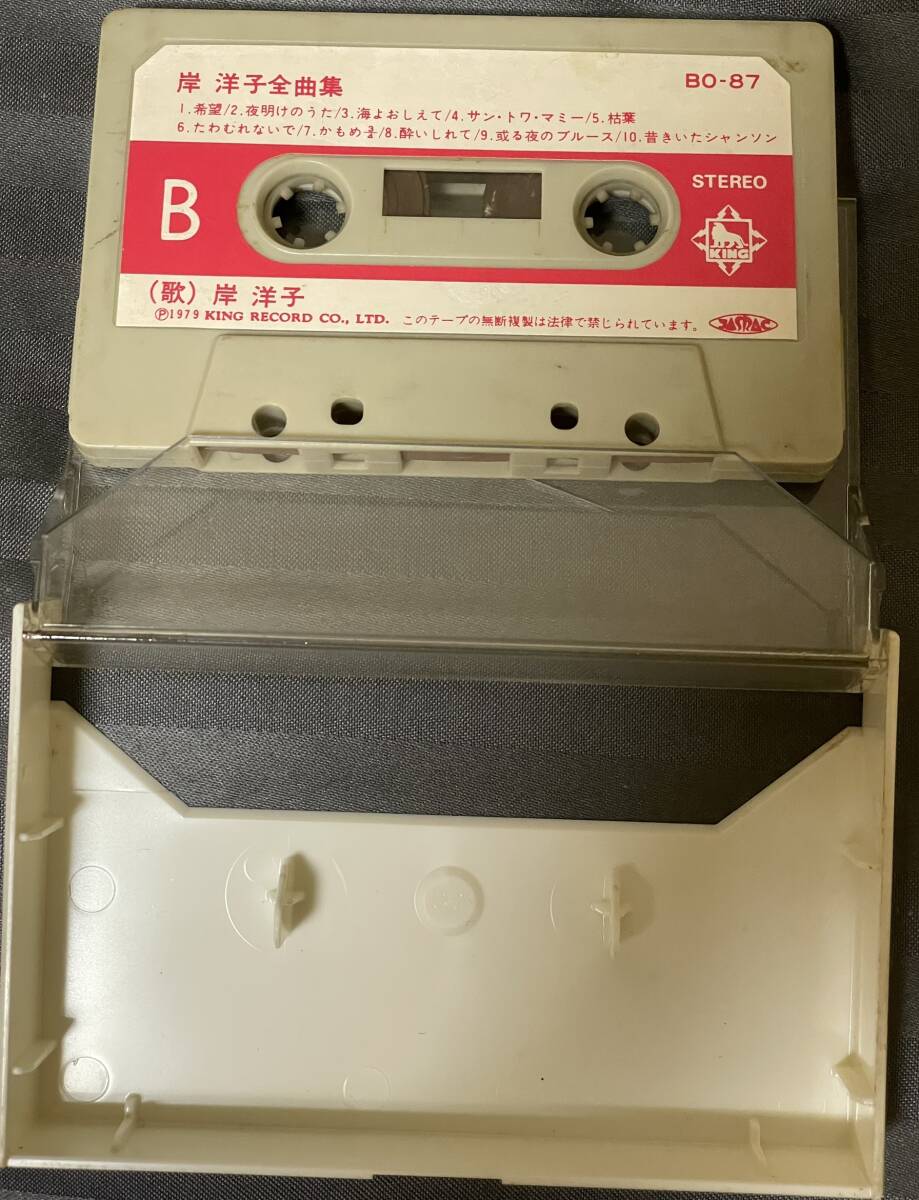 岸 洋子全曲集 BO-87
1.希望/2.夜明けのうた/3.海よおしえて/4.サン・トワ・マミー/5.枯葉
6.たわむれないで/7.かもめ/8.酔いしれて/9.或る夜のブルース/10.昔きいたシャンソン
B STEREO
KING
(歌) 岸 洋子
Ⓟ1979 KING RECORD CO., LTD. このテープの無断複製は法律で禁じられています。 JASRAC